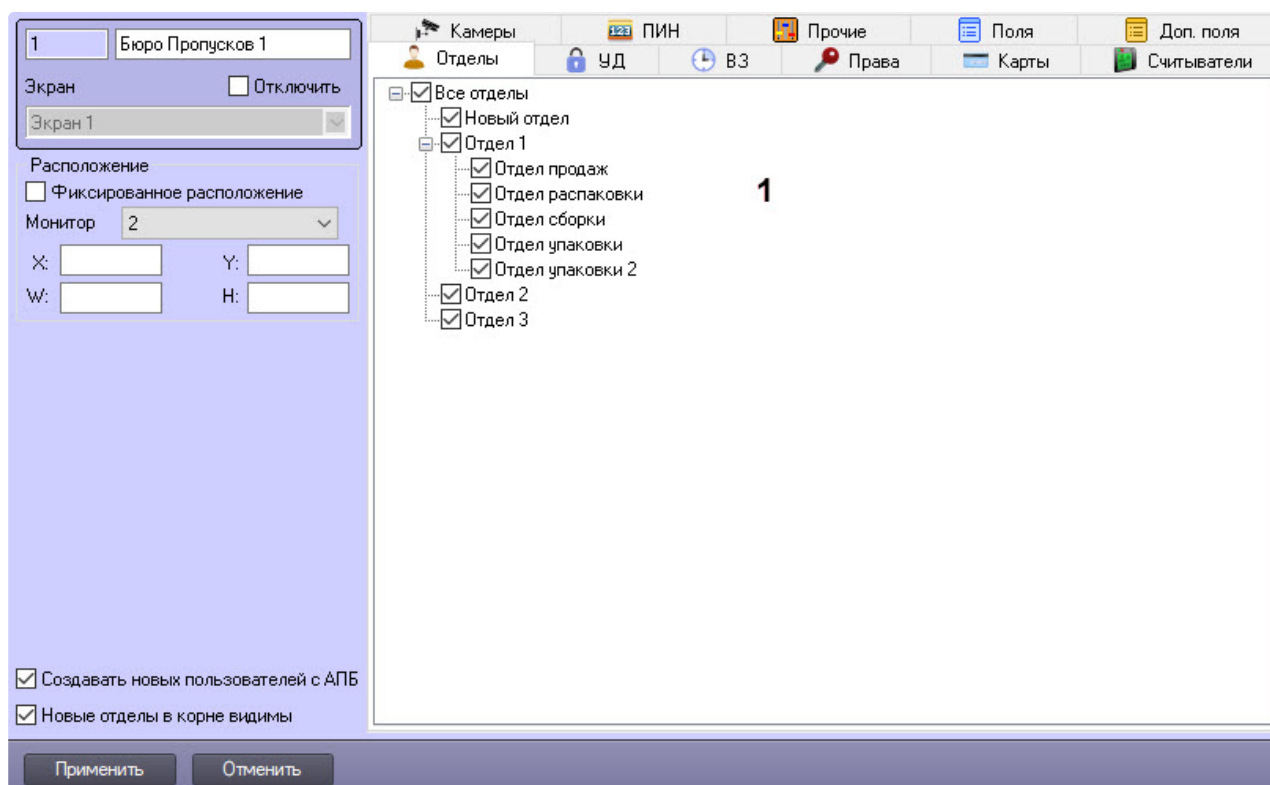 1 Бюро Пропусков 1
Экран Отключить
Экран 1
Расположение
Фиксированное расположение
Монитор 2
X: Y:
W: H:
Создавать новых пользователей с АПБ
Новые отделы в корне видимы
Камеры ПИН Прочие Поля Доп. поля
Отделы УД ВЗ Права Карты Считыватели
Все отделы
Новый отдел
Отдел 1
Отдел продаж
Отдел распаковки
1
Отдел сборки
Отдел упаковки
Отдел упаковки 2
Отдел 2
Отдел 3
Применить Отменить